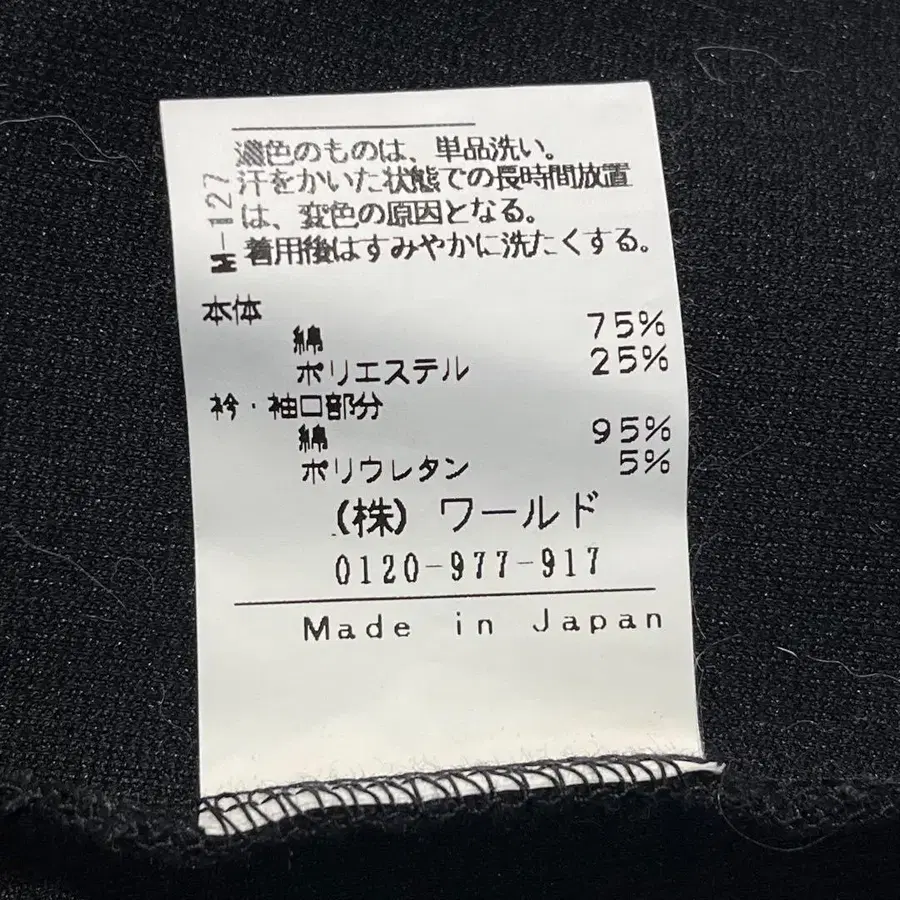 濃色のものは、単品洗い。
汗をかいた状態での長時間放置
は、変色の原因となる。
着用後はすみやかに洗たくする。
M-127
本体
綿 75%
ポリエステル 25%
衿・袖口部分
綿 95%
ポリウレタン 5%
(株) ワールド
0120-977-917
Made in Japan